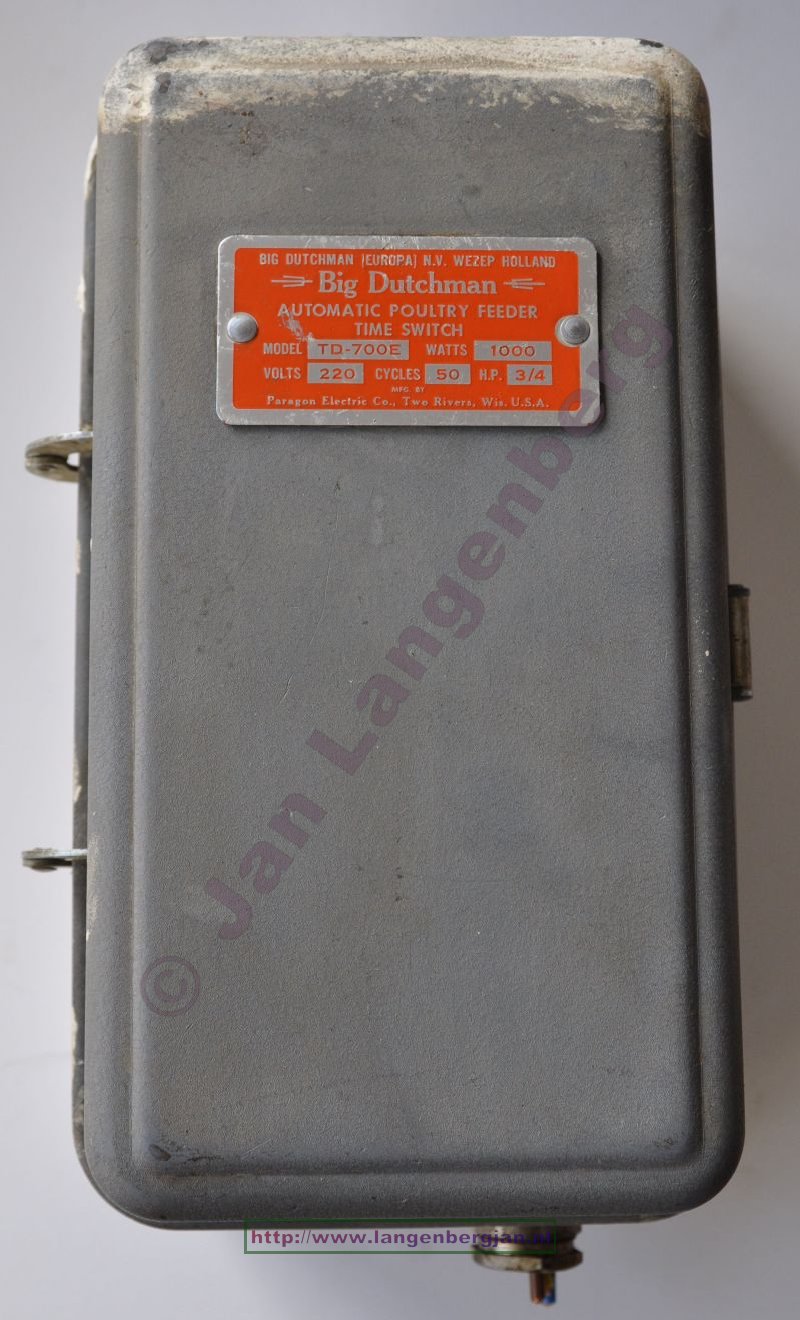 BIG DUTCHMAN (EUROPA) N.V. WEZEP HOLLAND
Big Dutchman
AUTOMATIC POULTRY FEEDER
TIME SWITCH
MODEL TD-700E WATTS 1000
VOLTS 220 CYCLES 50 H.P. 3/4
MFG. BY
Paragon Electric Co., Two Rivers, Wis. U.S.A.
© Jan Langenberg
http://www.langenbergjan.nl